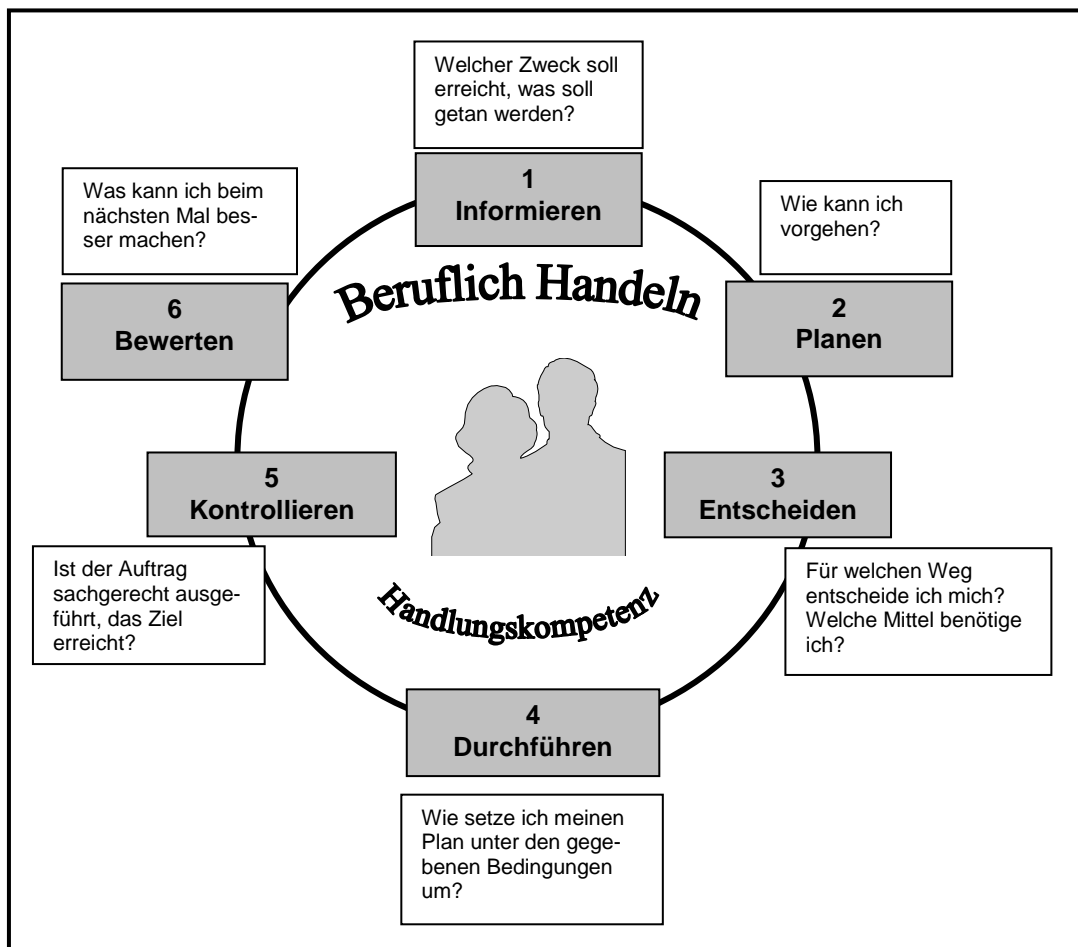 Welcher Zweck soll
erreicht, was soll
getan werden?
1
Informieren
Wie kann ich
vorgehen?
2
Planen
3
Entscheiden
Für welchen Weg
entscheide ich mich?
Welche Mittel benötige
ich?
4
Durchführen
Wie setze ich meinen
Plan unter den gege-
benen Bedingungen
um?
5
Kontrollieren
Ist der Auftrag
sachgerecht ausge-
führt, das Ziel
erreicht?
Was kann ich beim
nächsten Mal bes-
ser machen?
6
Bewerten
Beruflich Handeln
Handlungskompetenz